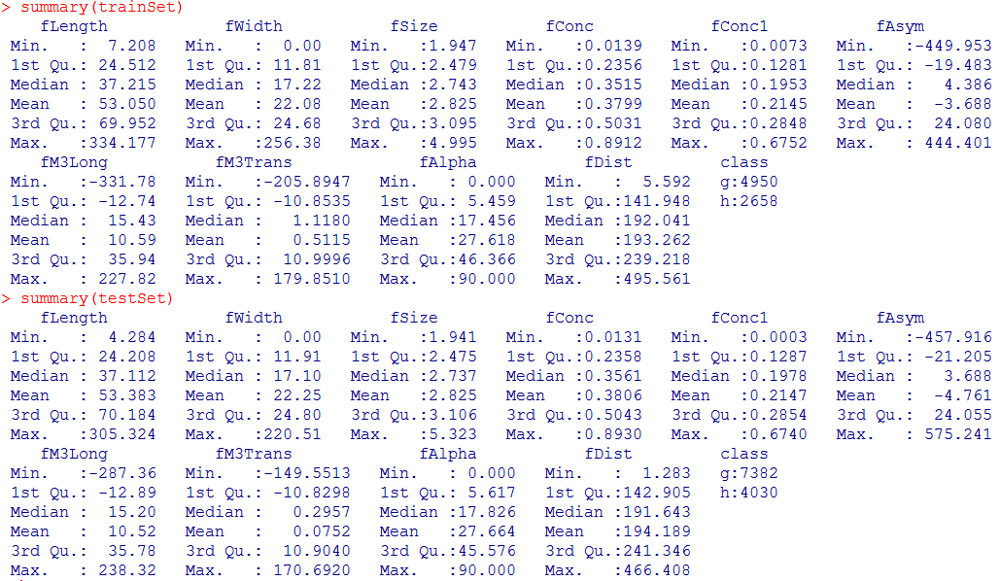 > summary(trainSet)
fLength fWidth fSize fConc fConc1 fAsym
Min. : 7.208 Min. : 0.00 Min. :1.947 Min. :0.0139 Min. :0.0073 Min. :-449.953
1st Qu.: 24.512 1st Qu.: 11.81 1st Qu.:2.479 1st Qu.:0.2356 1st Qu.:0.1281 1st Qu.: -19.483
Median : 37.215 Median : 17.22 Median :2.743 Median :0.3515 Median :0.1953 Median : 4.386
Mean : 53.050 Mean : 22.08 Mean :2.825 Mean :0.3799 Mean :0.2145 Mean : -3.688
3rd Qu.: 69.952 3rd Qu.: 24.68 3rd Qu.:3.095 3rd Qu.:0.5031 3rd Qu.:0.2848 3rd Qu.: 24.080
Max. :334.177 Max. :256.38 Max. :4.995 Max. :0.8912 Max. :0.6752 Max. : 444.401
fM3Long fM3Trans fAlpha fDist class
Min. :-331.78 Min. :-205.8947 Min. : 0.000 Min. : 5.592 g:4950
1st Qu.: -12.74 1st Qu.: -10.8535 1st Qu.: 5.459 1st Qu.:141.948 h:2658
Median : 15.43 Median : 1.1180 Median :17.456 Median :192.041
Mean : 10.59 Mean : 0.5115 Mean :27.618 Mean :193.262
3rd Qu.: 35.94 3rd Qu.: 10.9996 3rd Qu.:46.366 3rd Qu.:239.218
Max. : 227.82 Max. : 179.8510 Max. :90.000 Max. :495.561
> summary(testSet)
fLength fWidth fSize fConc fConc1 fAsym
Min. : 4.284 Min. : 0.00 Min. :1.941 Min. :0.0131 Min. :0.0003 Min. :-457.916
1st Qu.: 24.208 1st Qu.: 11.91 1st Qu.:2.475 1st Qu.:0.2358 1st Qu.:0.1287 1st Qu.: -21.205
Median : 37.112 Median : 17.10 Median :2.737 Median :0.3561 Median :0.1978 Median : 3.688
Mean : 53.383 Mean : 22.25 Mean :2.825 Mean :0.3806 Mean :0.2147 Mean : -4.761
3rd Qu.: 70.184 3rd Qu.: 24.80 3rd Qu.:3.106 3rd Qu.:0.5043 3rd Qu.:0.2854 3rd Qu.: 24.055
Max. :305.324 Max. :220.51 Max. :5.323 Max. :0.8930 Max. :0.6740 Max. : 575.241
fM3Long fM3Trans fAlpha fDist class
Min. :-287.36 Min. :-149.5513 Min. : 0.000 Min. : 1.283 g:7382
1st Qu.: -12.89 1st Qu.: -10.8298 1st Qu.: 5.617 1st Qu.:142.905 h:4030
Median : 15.20 Median : 0.2957 Median :17.826 Median :191.643
Mean : 10.52 Mean : 0.0752 Mean :27.664 Mean :194.189
3rd Qu.: 35.78 3rd Qu.: 10.9040 3rd Qu.:45.576 3rd Qu.:241.346
Max. : 238.32 Max. : 170.6920 Max. :90.000 Max. :466.408